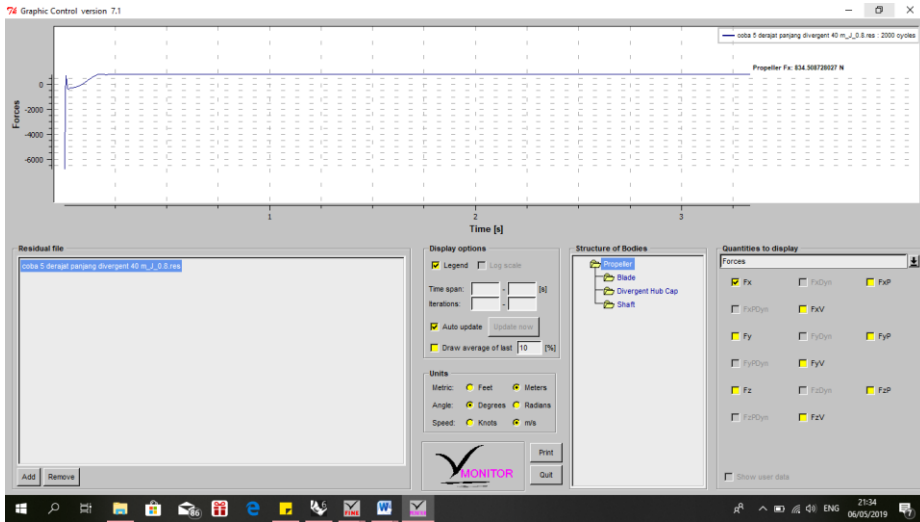 Graphic Control version 7.1
coba 5 derajat panjang divergent 40 m_J_0.8.res : 2000 cycles
Propeller Fx: 834.508720027 N
Forces
0
-2000
-4000
-6000
1
2
3
Time [s]
Residual file
coba 5 derajat panjang divergent 40 m_J_0.8.res
Add
Remove
Display options
Legend
Log scale
Time span:
-
[s]
Iterations:
-
Auto update
Update now
Draw average of last 10 [%]
Units
Metric: Feet Meters
Angle: Degrees Radians
Speed: Knots m/s
MONITOR
Print
Quit
Structure of Bodies
Propeller
Blade
Divergent Hub Cap
Shaft
Quantities to display
Forces
Fx FxDyn FxP
FxPDyn FxV
Fy FyDyn FyP
FyPDyn FyV
Fz FzDyn FzP
FzPDyn FzV
Show user data
86
FINE
W
ENG
21:34
06/05/2019